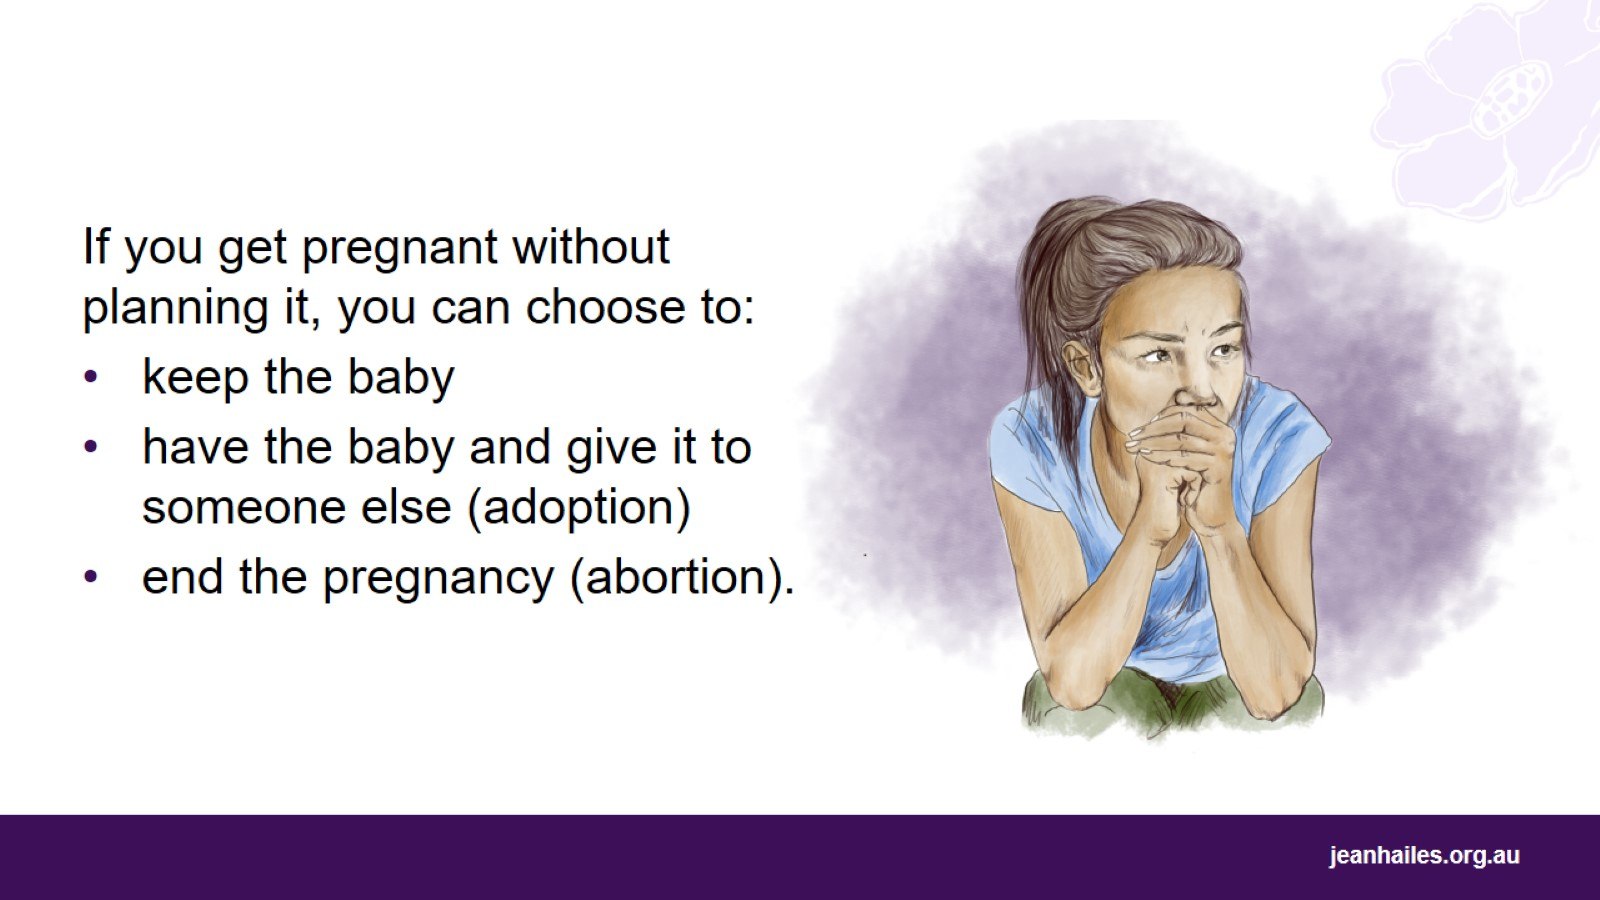 If you get pregnant without
planning it, you can choose to:
• keep the baby
• have the baby and give it to
someone else (adoption)
• end the pregnancy (abortion).
jeanhailes.org.au